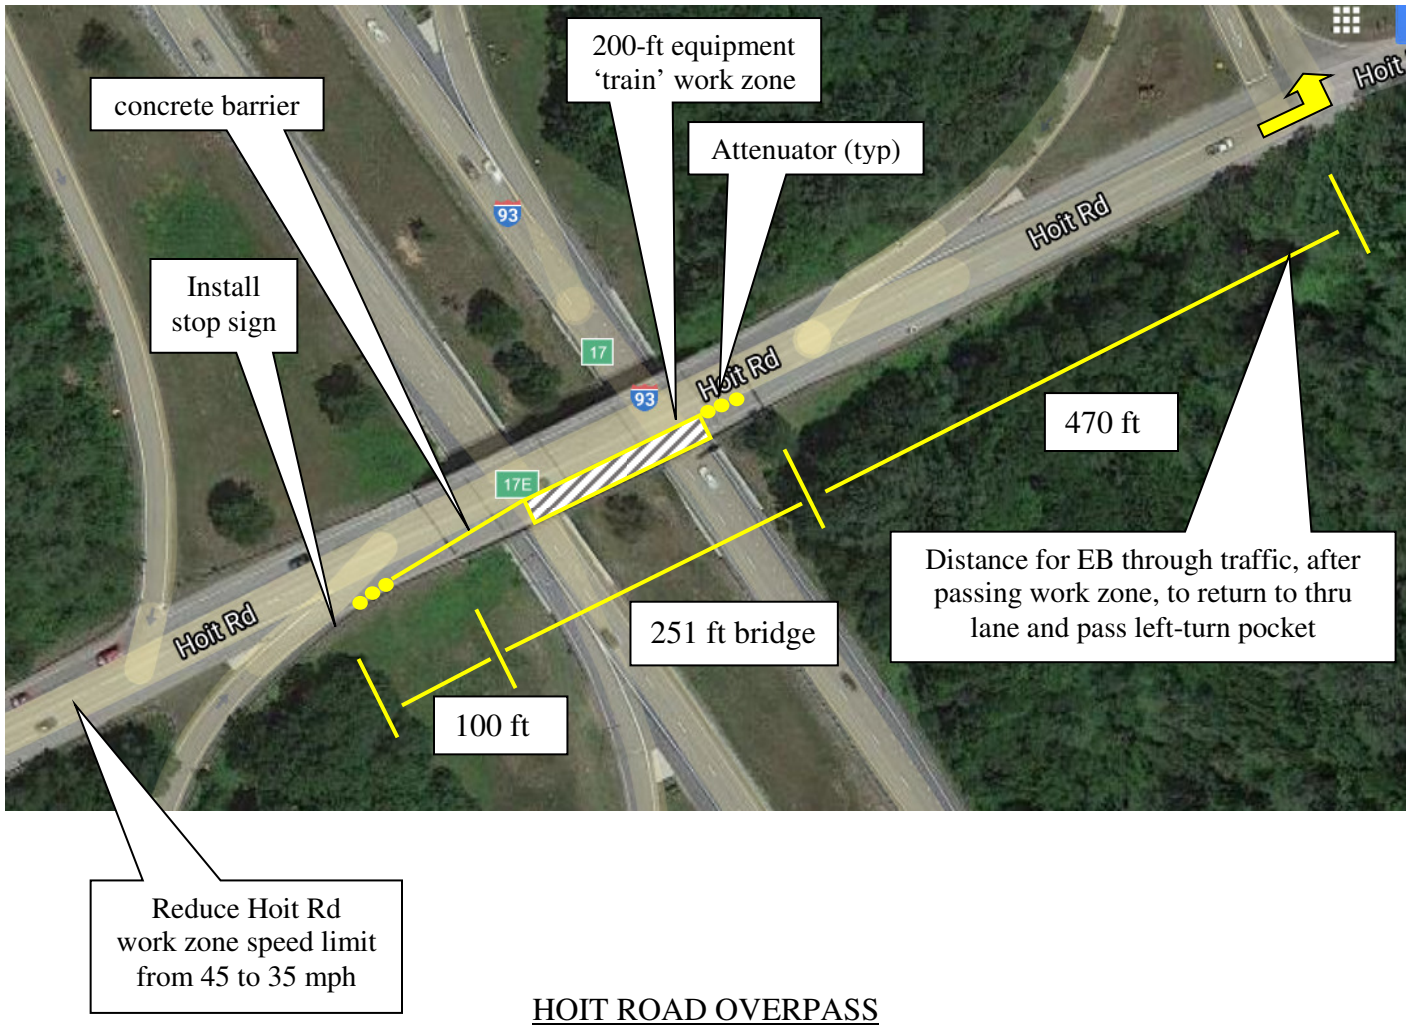 200-ft equipment
‘train’ work zone
concrete barrier
Attenuator (typ)
Hoit
93
Hoit Rd
Install
stop sign
17
Hoit Rd
93
470 ft
17E
Distance for EB through traffic, after
passing work zone, to return to thru
lane and pass left-turn pocket
Hoit Rd
251 ft bridge
100 ft
Reduce Hoit Rd
work zone speed limit
from 45 to 35 mph
HOIT ROAD OVERPASS